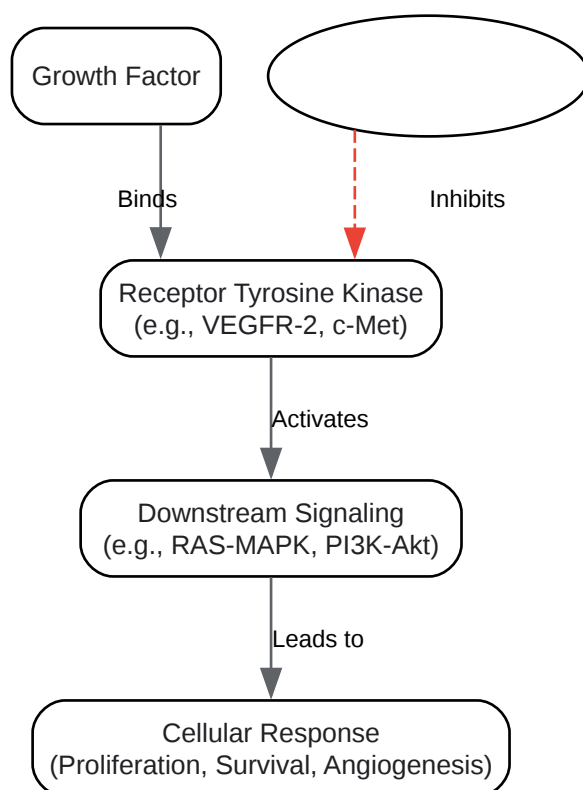 Growth Factor
Binds
Inhibits
Receptor Tyrosine Kinase
(e.g., VEGFR-2, c-Met)
Activates
Downstream Signaling
(e.g., RAS-MAPK, PI3K-Akt)
Leads to
Cellular Response
(Proliferation, Survival, Angiogenesis)